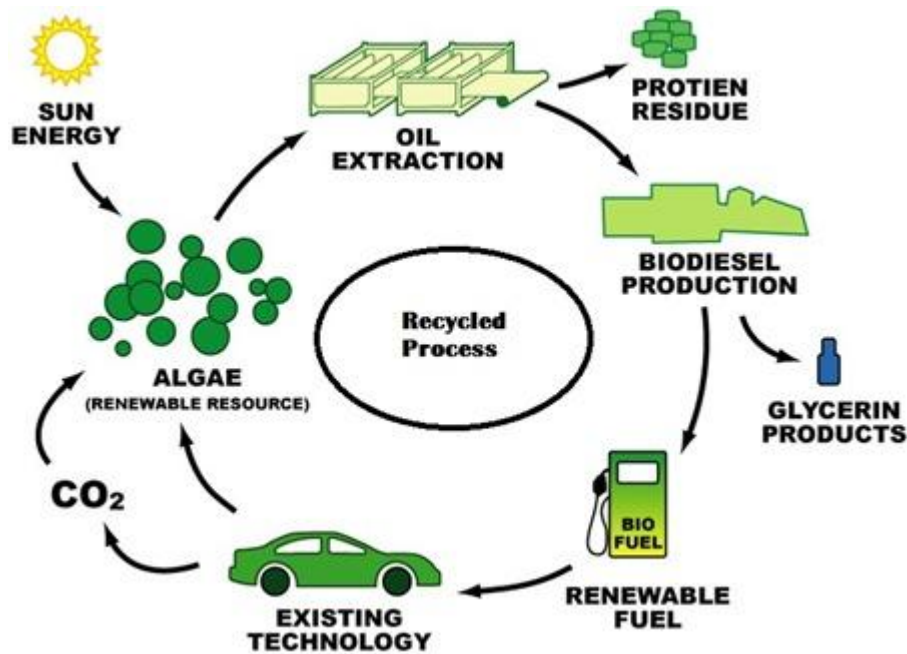 SUN
ENERGY
OIL
EXTRACTION
PROTIEN
RESIDUE
BIODIESEL
PRODUCTION
GLYCERIN
PRODUCTS
BIO
FUEL
RENEWABLE
FUEL
EXISTING
TECHNOLOGY
CO₂
ALGAE
(RENEWABLE RESOURCE)
Recycled
Process